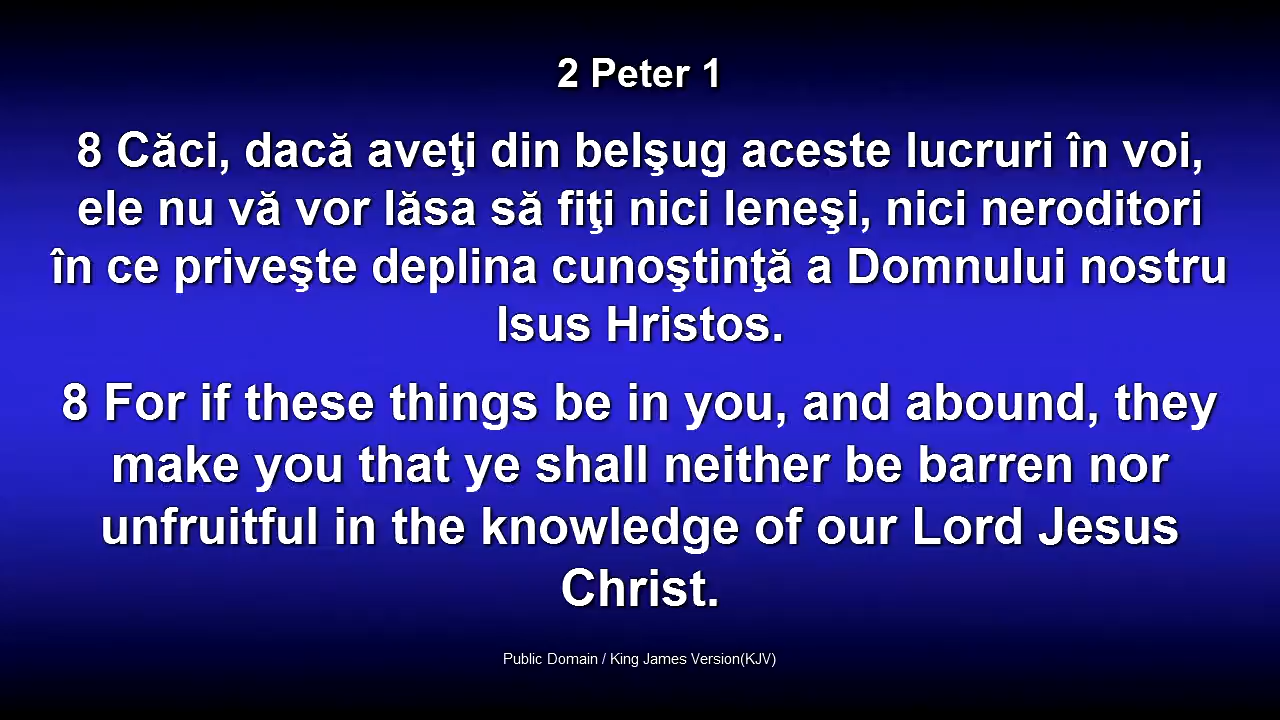 2 Peter 1
8 Căci, dacă aveţi din belşug aceste lucruri în voi,
ele nu vă vor lăsa să fiţi nici leneşi, nici neroditori
în ce priveşte deplina cunoştinţă a Domnului nostru
Isus Hristos.
8 For if these things be in you, and abound, they
make you that ye shall neither be barren nor
unfruitful in the knowledge of our Lord Jesus
Christ.
Public Domain / King James Version(KJV)